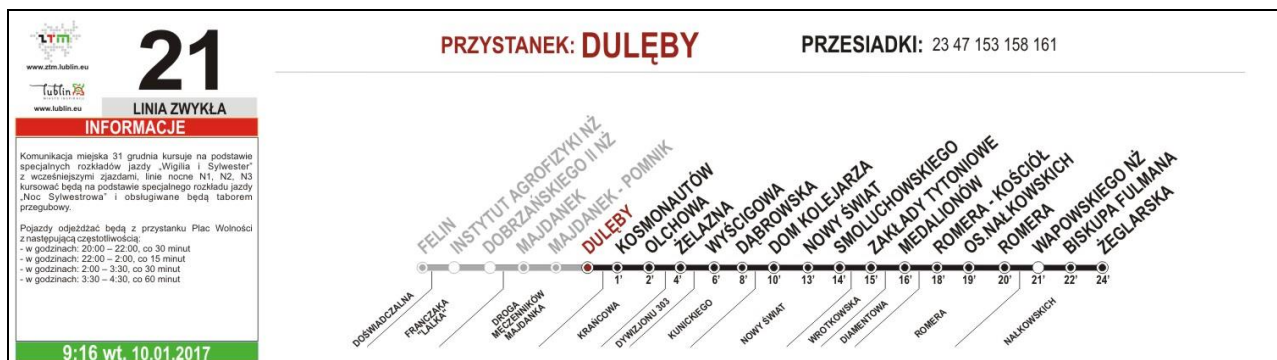 ZTM
www.ztm.lublin.eu
lublin
www.lublin.eu
21
LINIA ZWYKŁA
INFORMACJE
Komunikacja miejska 31 grudnia kursuje na podstawie
specjalnych rozkładów jazdy „Wigilia i Sylwester”
z wcześniejszymi zjazdami, linie nocne N1, N2, N3
kursować będą na podstawie specjalnego rozkładu jazdy
„Noc Sylwestrowa” i obsługiwane będą taborem
przegubowy.
Pojazdy odjeżdżać będą z przystanku Plac Wolności
z następującą częstotliwością:
- w godzinach: 20:00 – 22:00, co 30 minut
- w godzinach: 22:00 – 2:00, co 15 minut
- w godzinach: 2:00 – 3:30, co 30 minut
- w godzinach: 3:30 – 4:30, co 60 minut
9:16 wt. 10.01.2017
PRZYSTANEK: DULĘBY
PRZESIADKI: 23 47 153 158 161
FELIN
INSTYTUT AGROFIZYKI NŻ
DOBRZAŃSKIEGO II NŻ
MAJDANEK
MAJDANEK - POMNIK
DULĘBY
KOSMONAUTÓW
OLCHOWA
ŻELAZNA
WYŚCIGOWA
DĄBROWSKA
DOM KOLEJARZA
NOWY ŚWIAT
SMOLUCHOWSKIEGO
ZAKŁADY TYTONIOWE
MEDALIONÓW
ROMERA - KOŚCIÓŁ
OS.NAŁKOWSKICH
ROMERA
WAPOWSKIEGO NŻ
BISKUPA FULMANA
ŻEGLARSKA
1' 2' 4' 6' 8' 10' 13' 14' 15' 16' 18' 19' 20' 21' 22' 24'
DOŚWIADCZALNA
FRANCZAKA
"LALKA"
DROGA
MĘCZENNIKÓW
MAJDANKA
KRAŃCOWA
DYWIZJONU 303
KUNICKIEGO
NOWY ŚWIAT
WROTKOWSKA
DIAMENTOWA
ROMERA
NAŁKOWSKICH